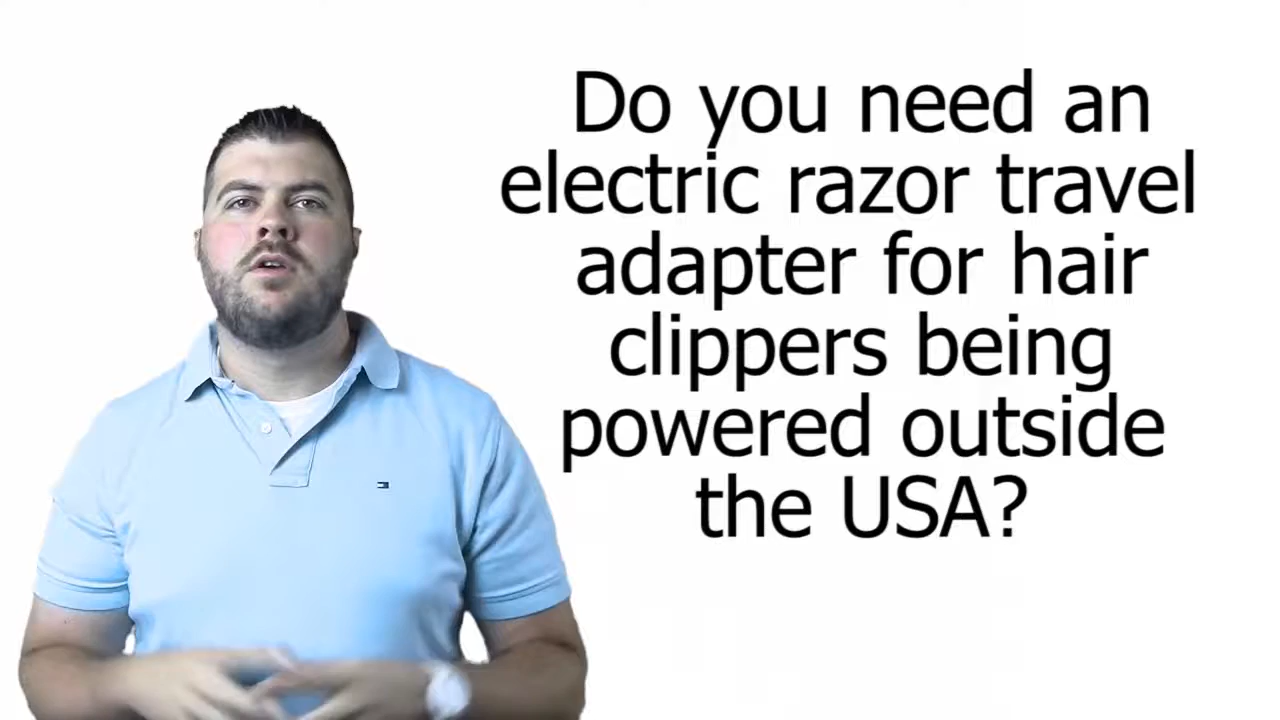 Do you need an
electric razor travel
adapter for hair
clippers being
powered outside
the USA?